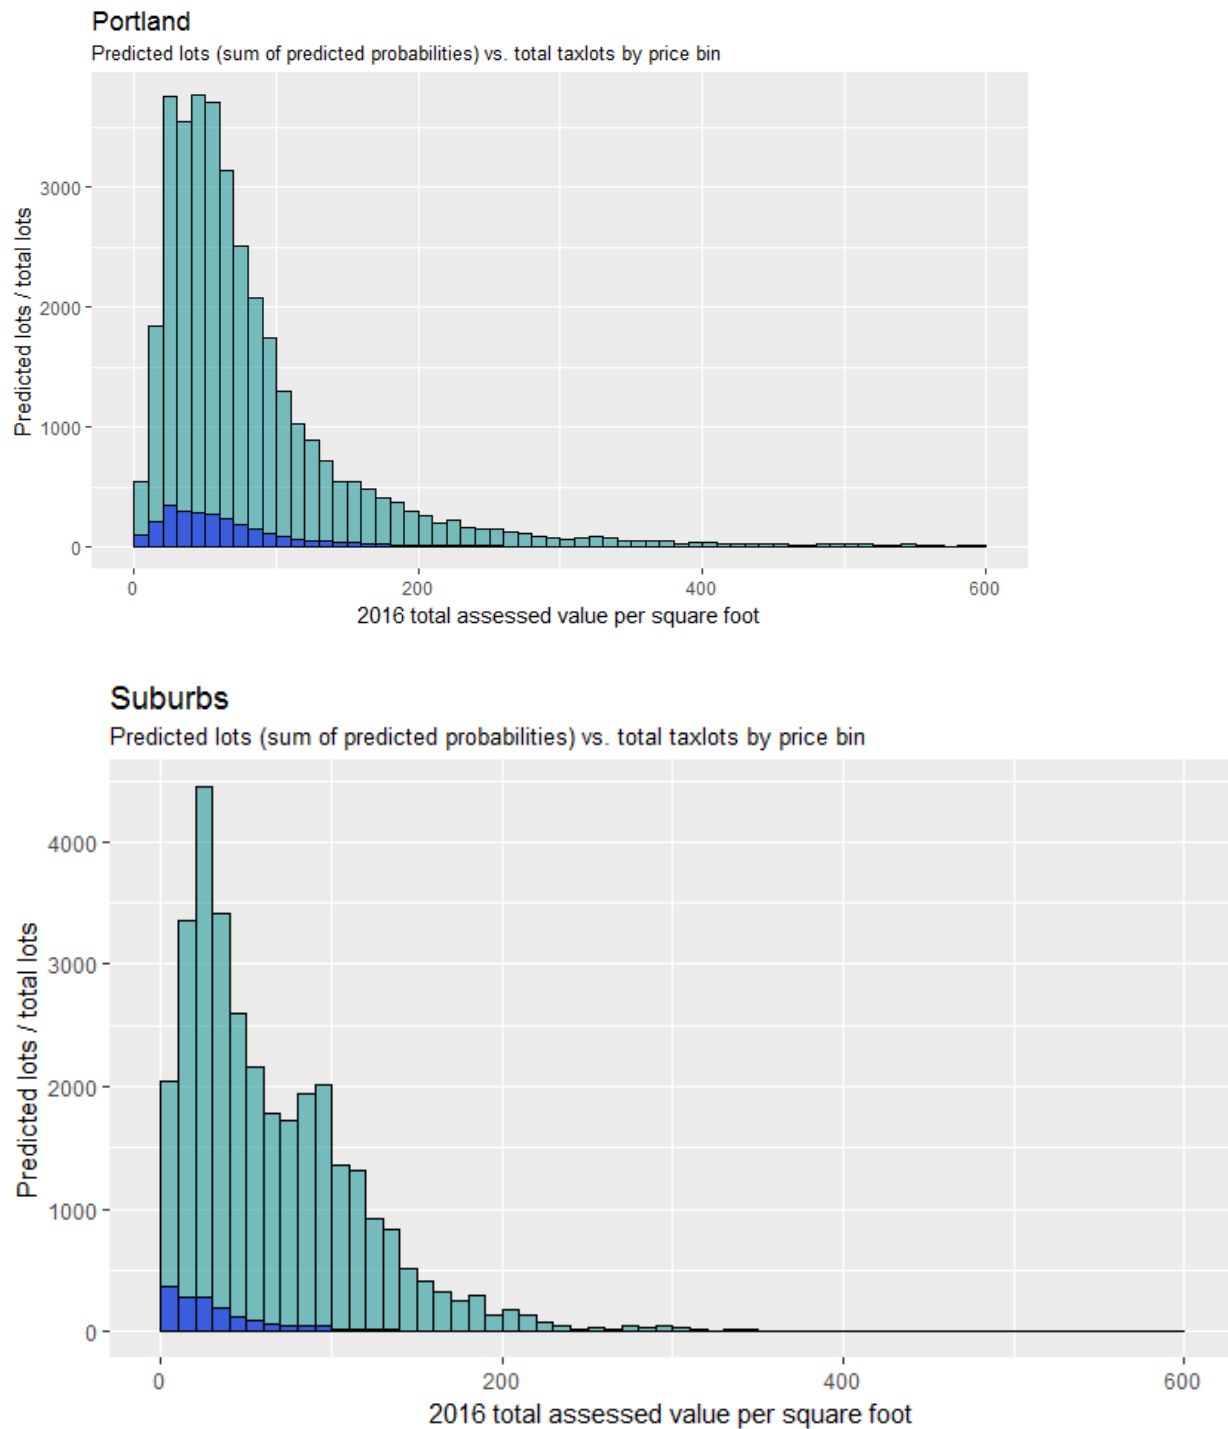 Portland
Predicted lots (sum of predicted probabilities) vs. total taxlots by price bin
Predicted lots / total lots
3000
2000
1000
0
0 200 400 600
2016 total assessed value per square foot
Suburbs
Predicted lots (sum of predicted probabilities) vs. total taxlots by price bin
Predicted lots / total lots
4000
3000
2000
1000
0
0 200 400 600
2016 total assessed value per square foot